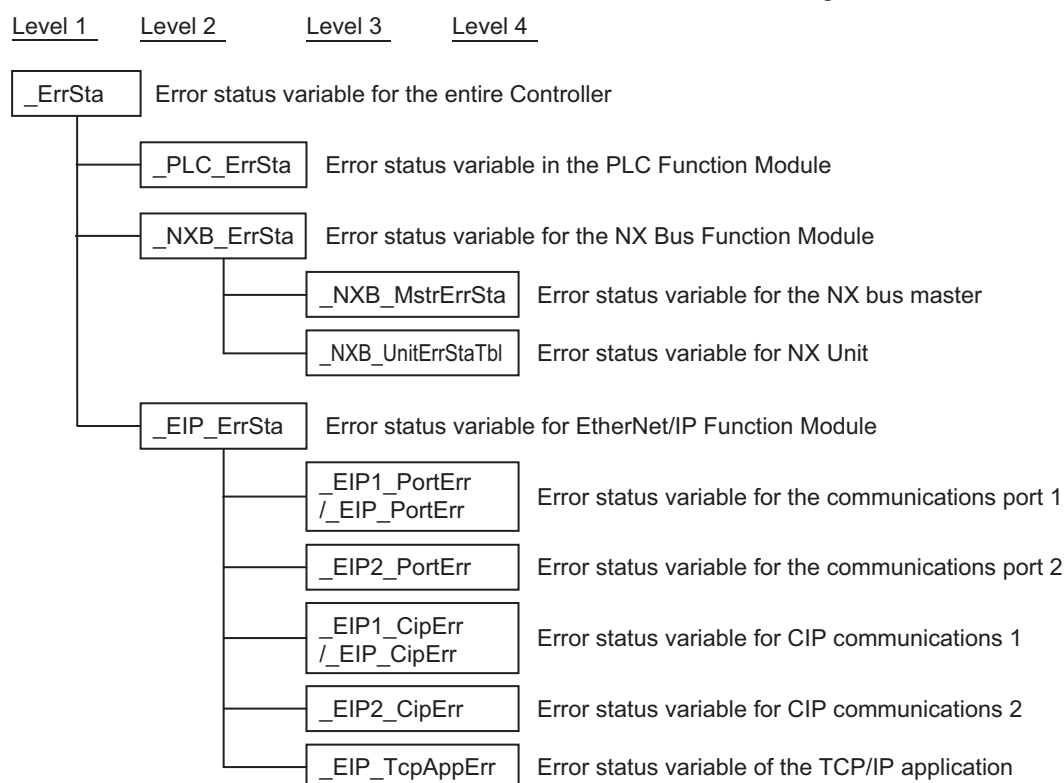 Level 1 Level 2 Level 3 Level 4
_ErrSta Error status variable for the entire Controller
_PLC_ErrSta Error status variable in the PLC Function Module
_NXB_ErrSta Error status variable for the NX Bus Function Module
_NXB_MstrErrSta Error status variable for the NX bus master
_NXB_UnitErrStaTbl Error status variable for NX Unit
_EIP_ErrSta Error status variable for EtherNet/IP Function Module
_EIP1_PortErr
/_EIP_PortErr Error status variable for the communications port 1
_EIP2_PortErr Error status variable for the communications port 2
_EIP1_CipErr
/_EIP_CipErr Error status variable for CIP communications 1
_EIP2_CipErr Error status variable for CIP communications 2
_EIP_TcpAppErr Error status variable of the TCP/IP application